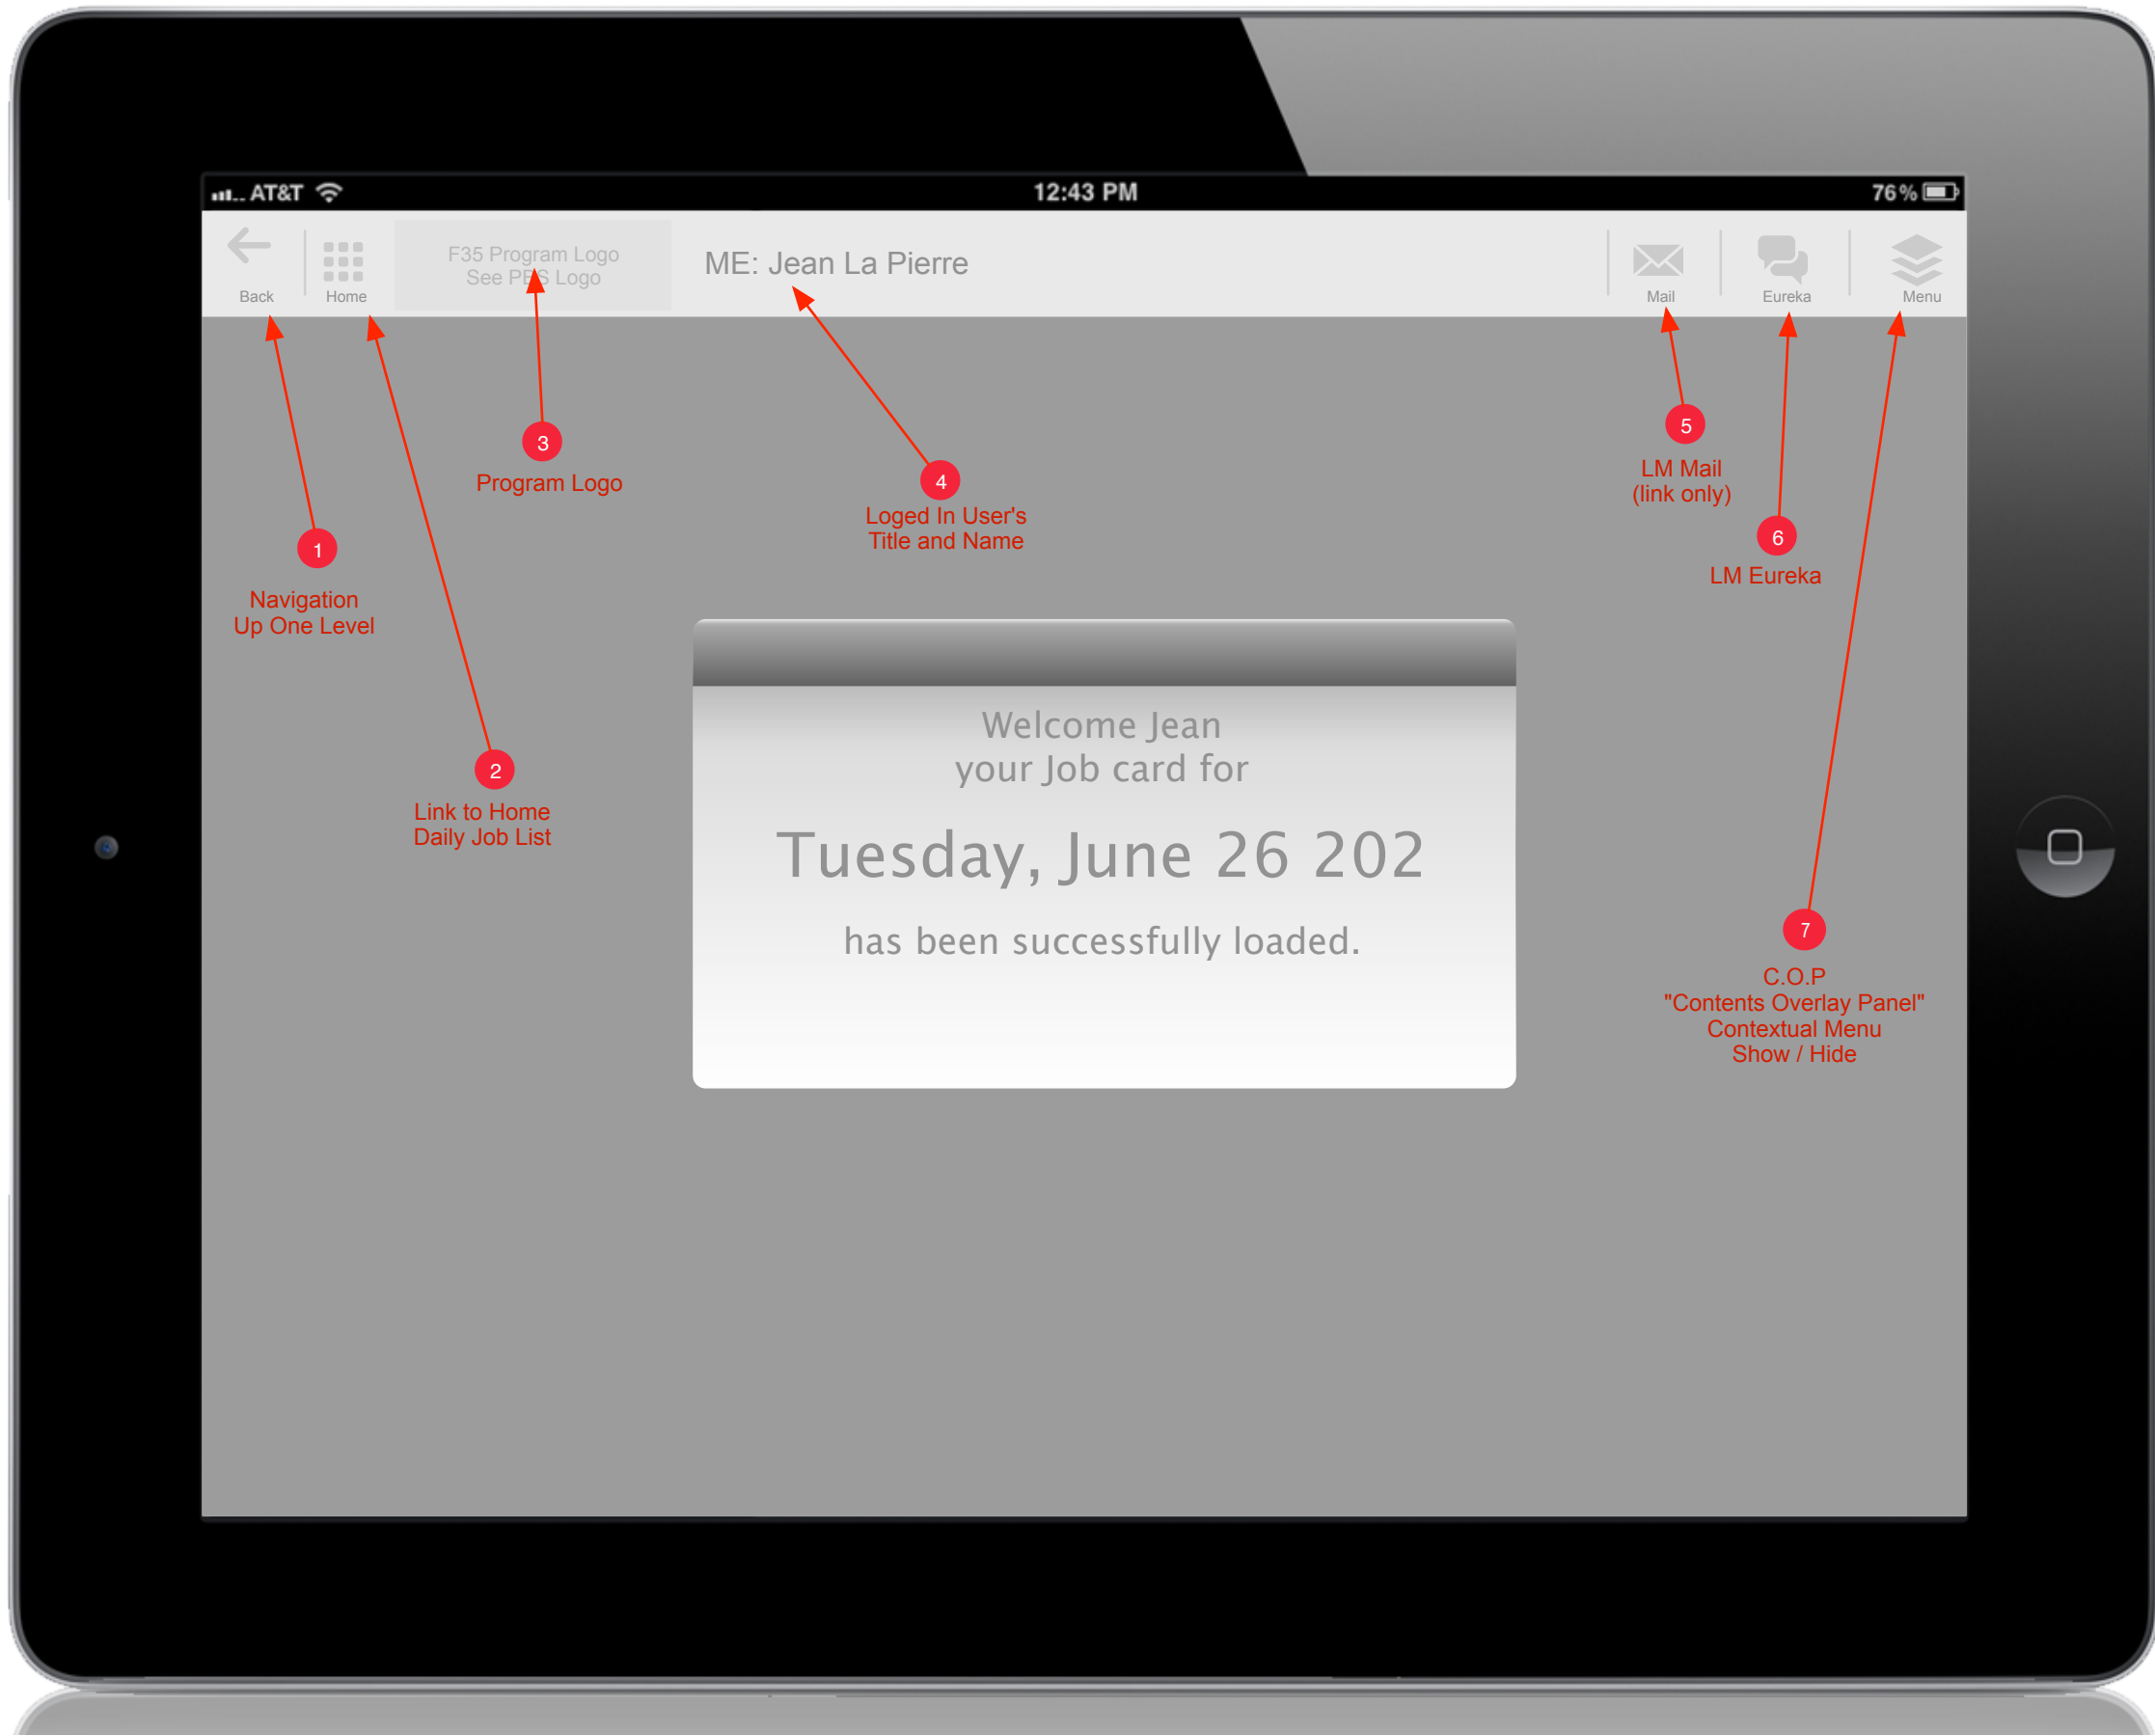 AT&T
12:43 PM
76%
Back
Home
F35 Program Logo
See PBS Logo
ME: Jean La Pierre
Mail
Eureka
Menu
3
Program Logo
4
Loged In User's
Title and Name
5
LM Mail
(link only)
1
Navigation
Up One Level
6
LM Eureka
2
Link to Home
Daily Job List
Welcome Jean
your Job card for
Tuesday, June 26 202
has been successfully loaded.
7
C.O.P
"Contents Overlay Panel"
Contextual Menu
Show / Hide